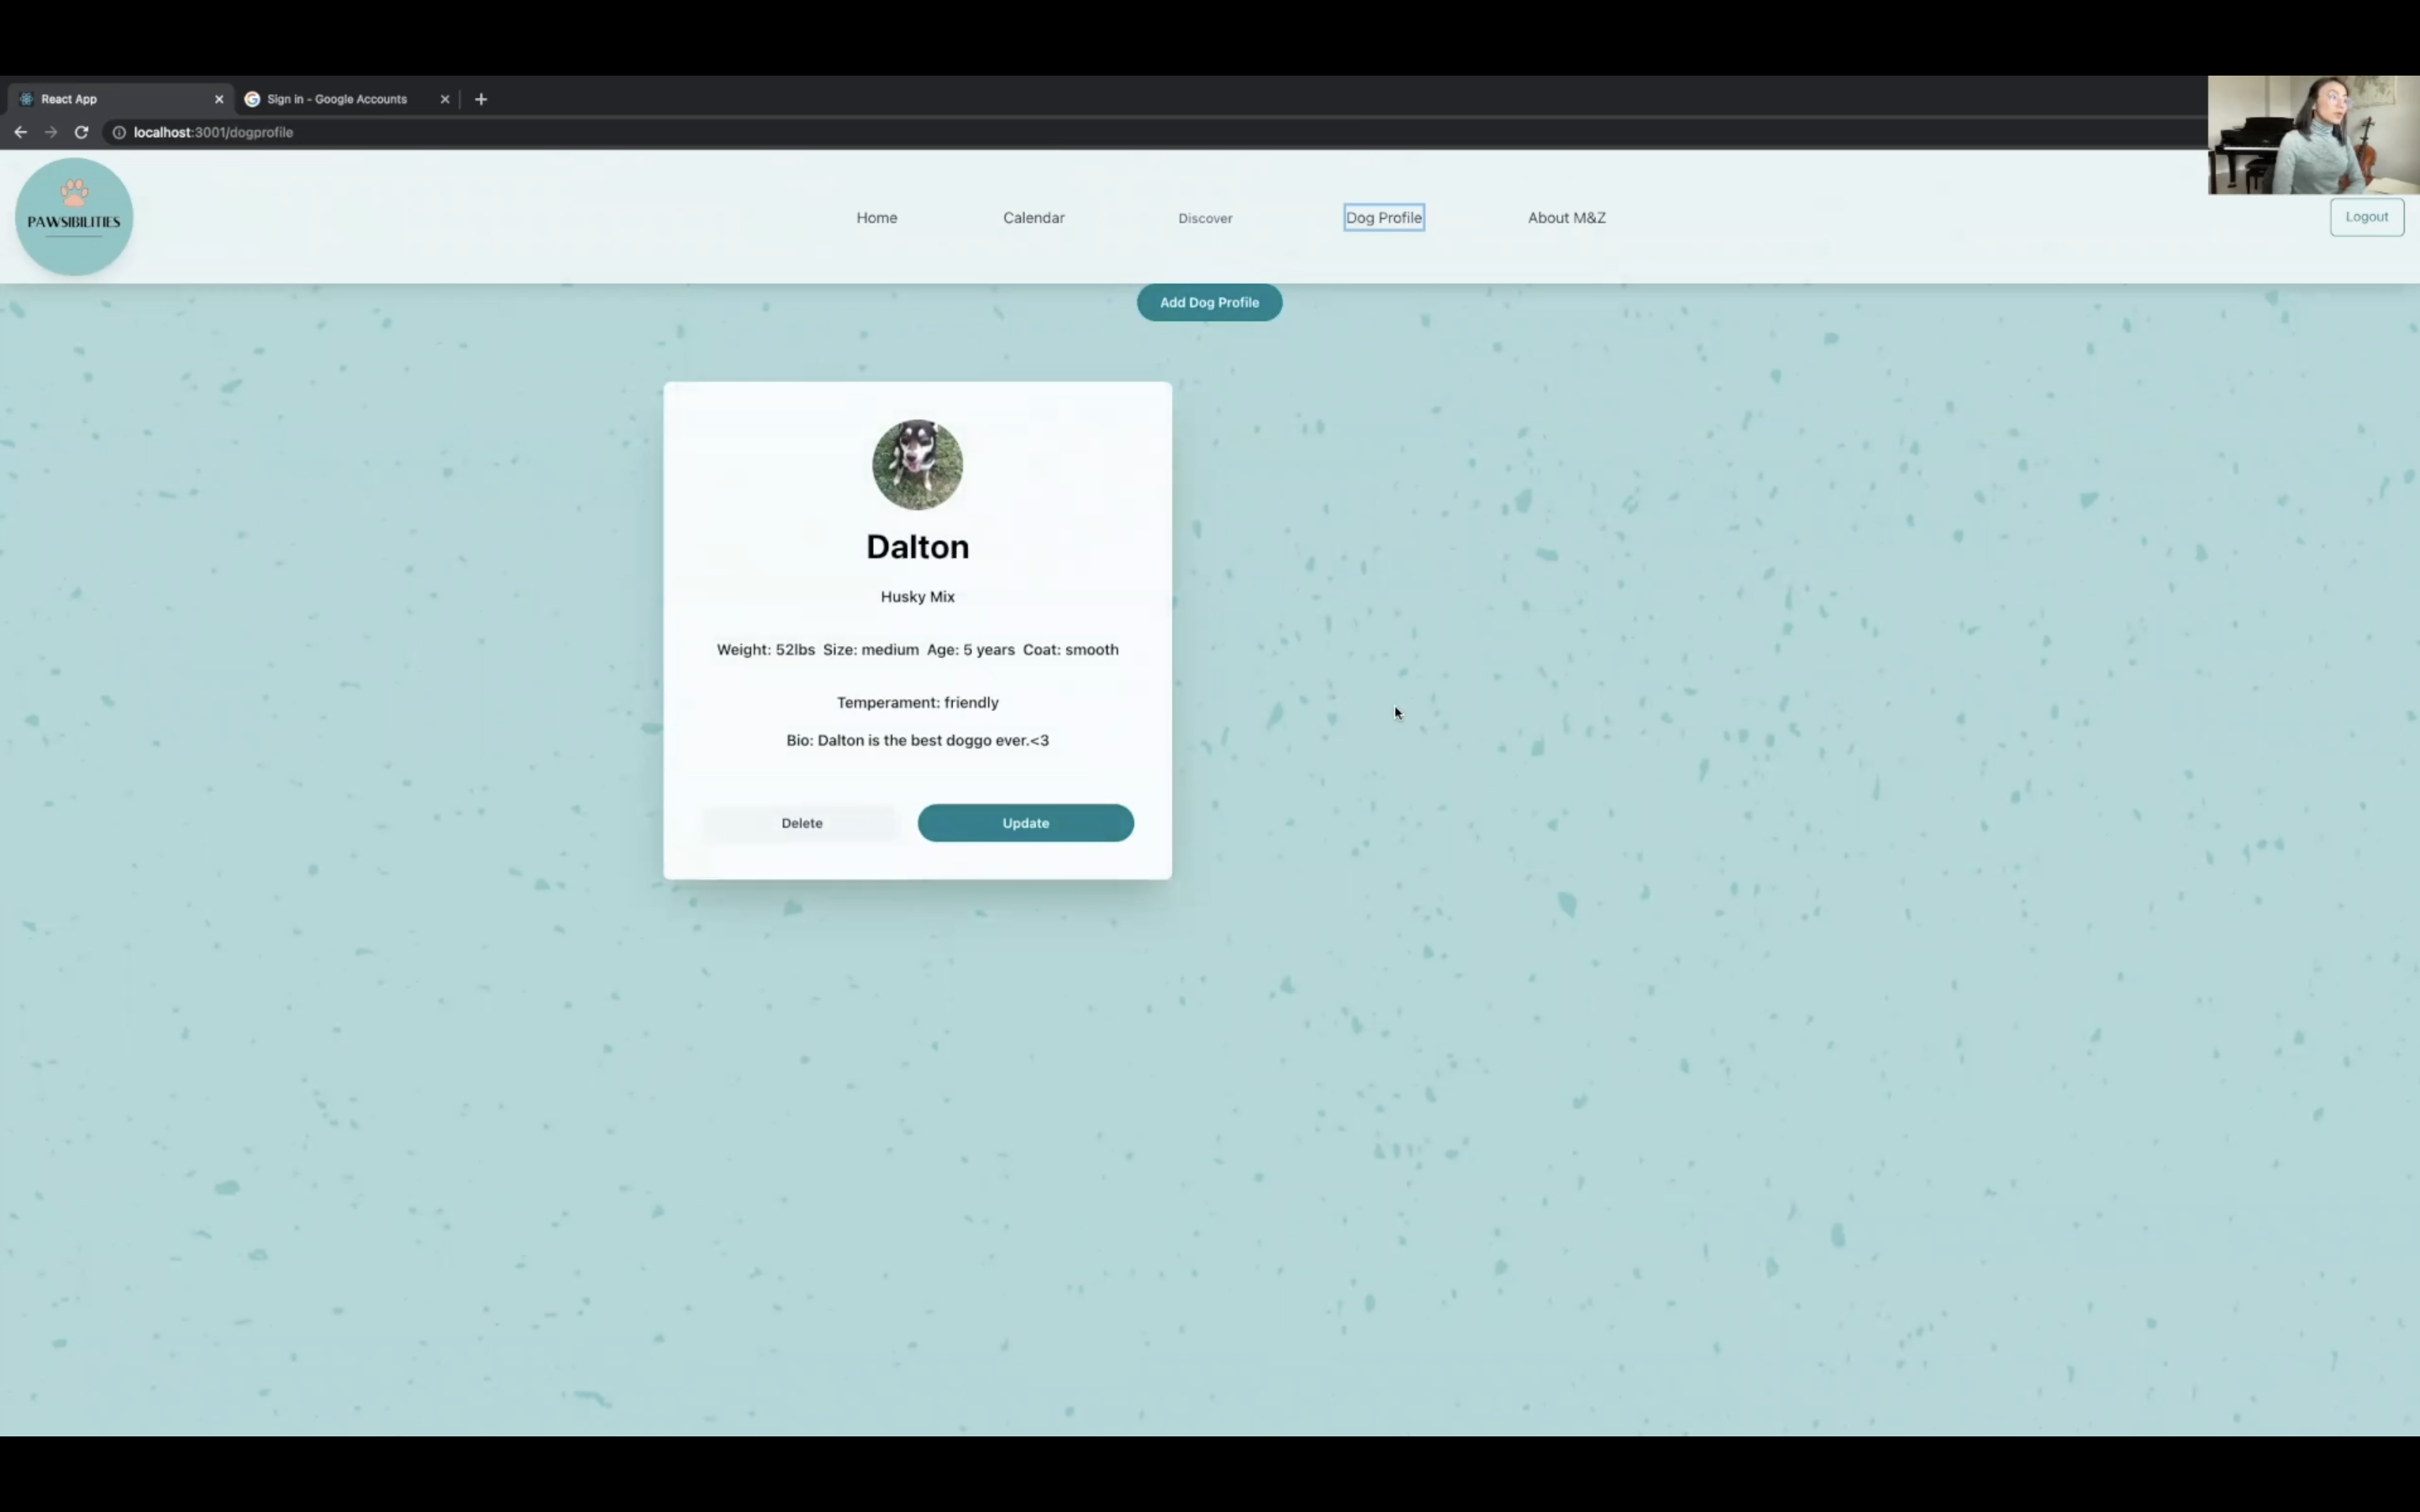 React App
Sign in - Google Accounts
localhost:3001/dogprofile
PAWSIBILITIES
Home
Calendar
Discover
Dog Profile
About M&Z
Logout
Add Dog Profile
Dalton
Husky Mix
Weight: 52lbs Size: medium Age: 5 years Coat: smooth
Temperament: friendly
Bio: Dalton is the best doggo ever.<3
Delete
Update